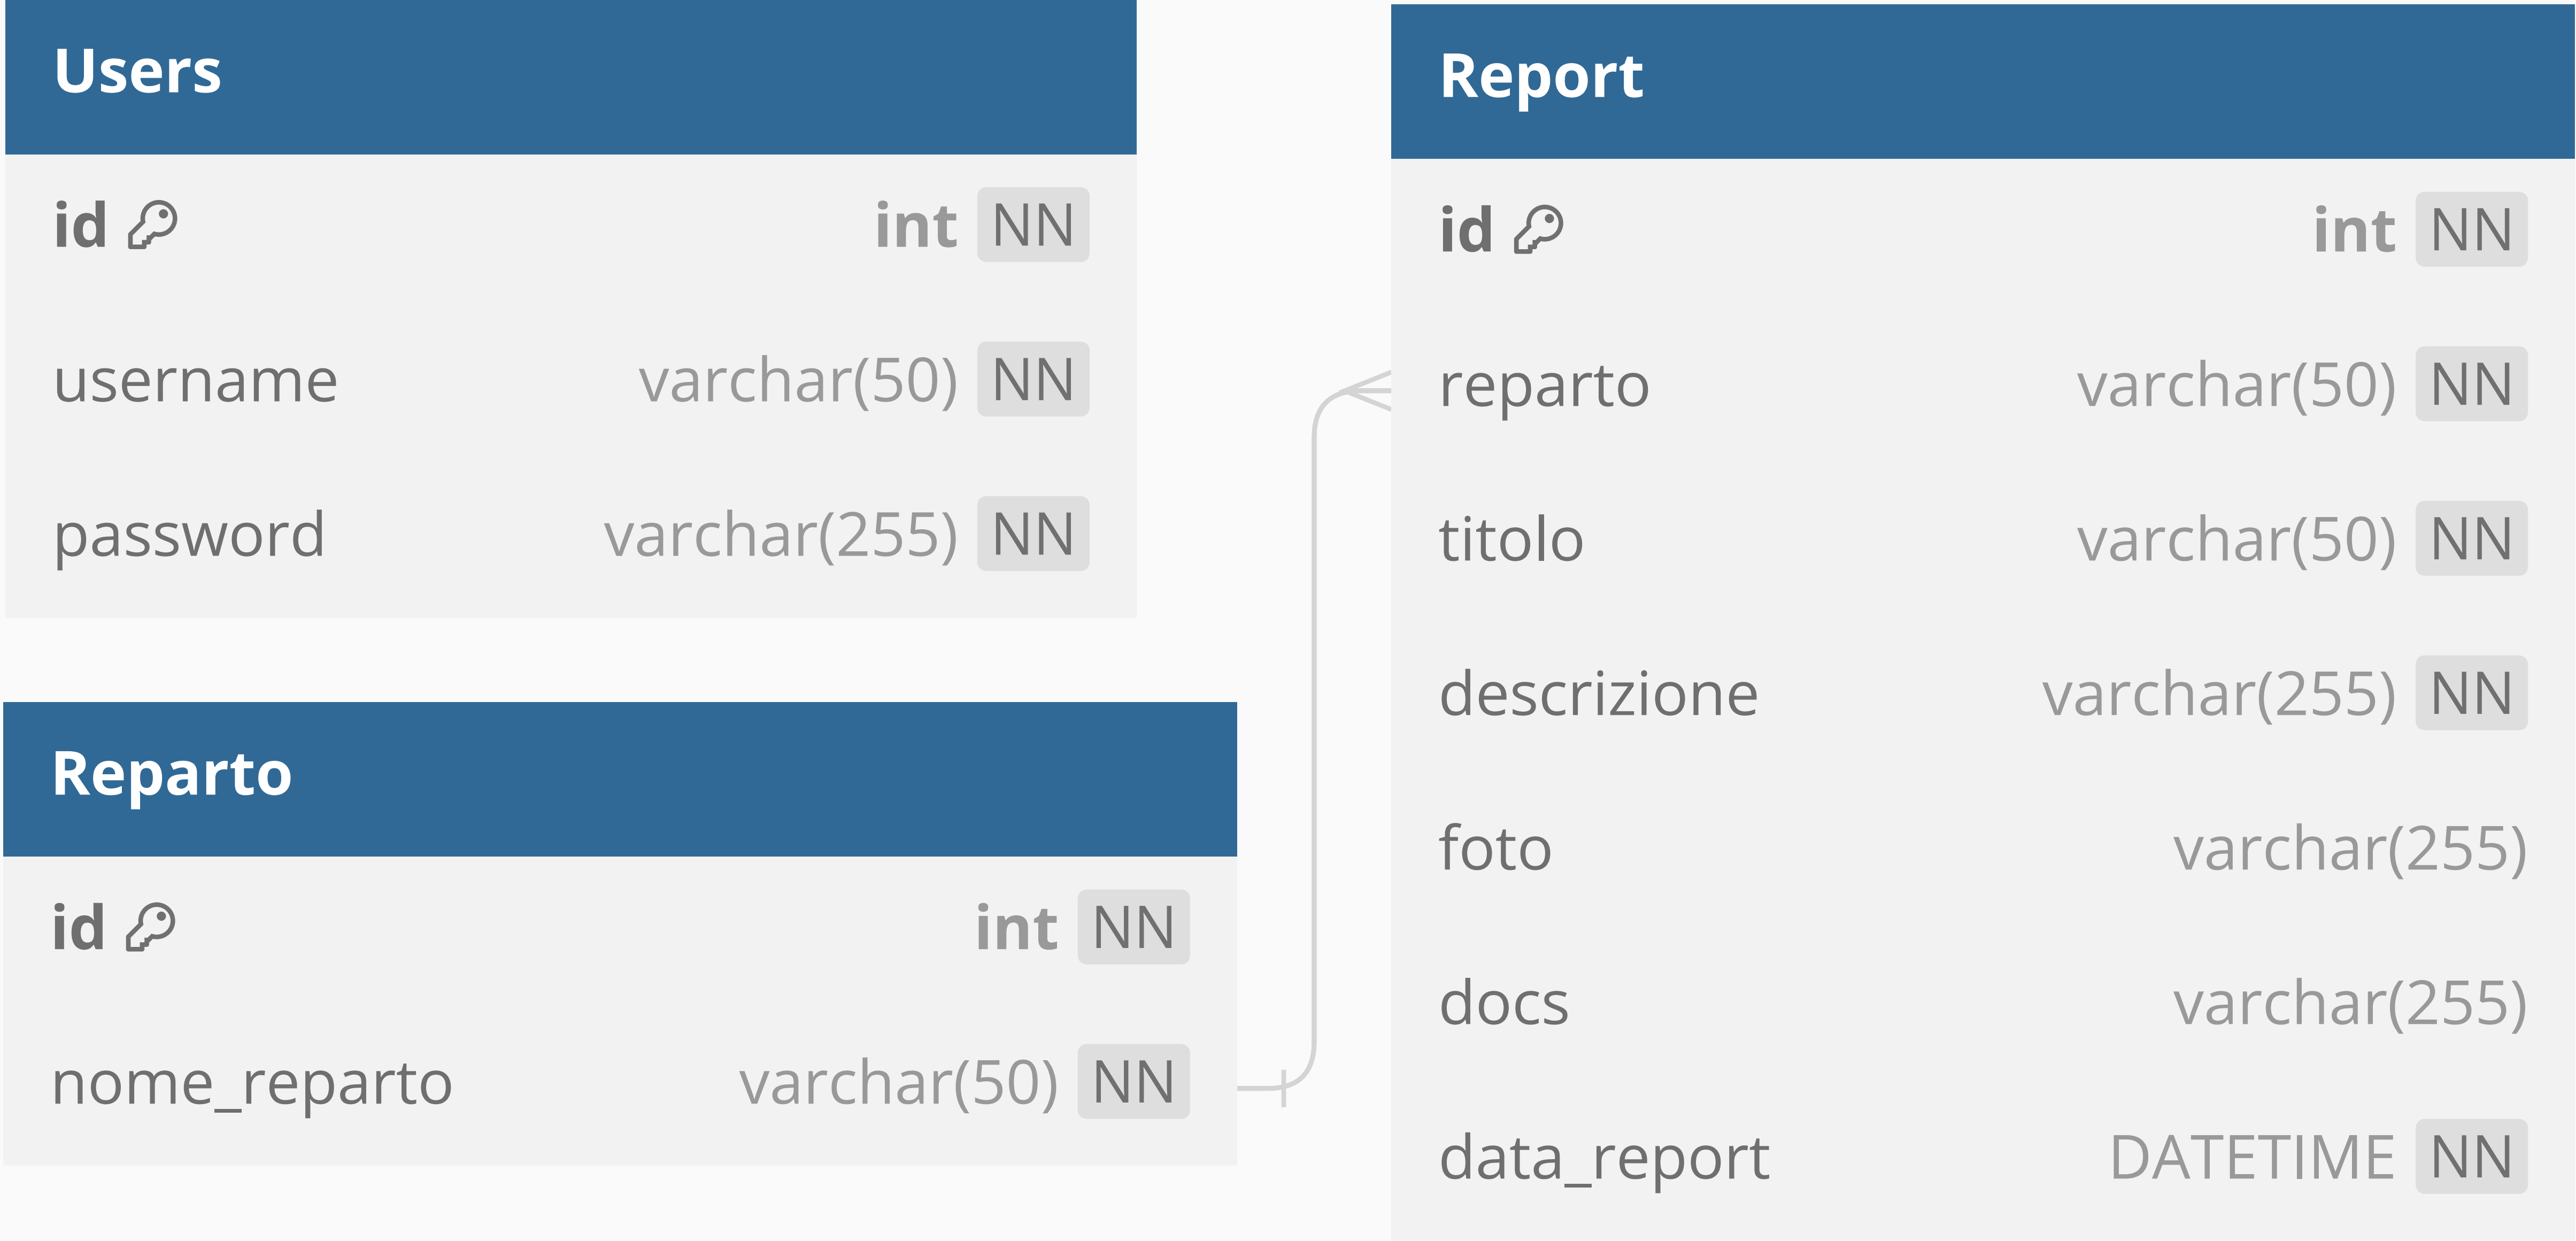 Users
id int NN
username varchar(50) NN
password varchar(255) NN
Reparto
id int NN
nome_reparto varchar(50) NN
Report
id int NN
reparto varchar(50) NN
titolo varchar(50) NN
descrizione varchar(255) NN
foto varchar(255)
docs varchar(255)
data_report DATETIME NN